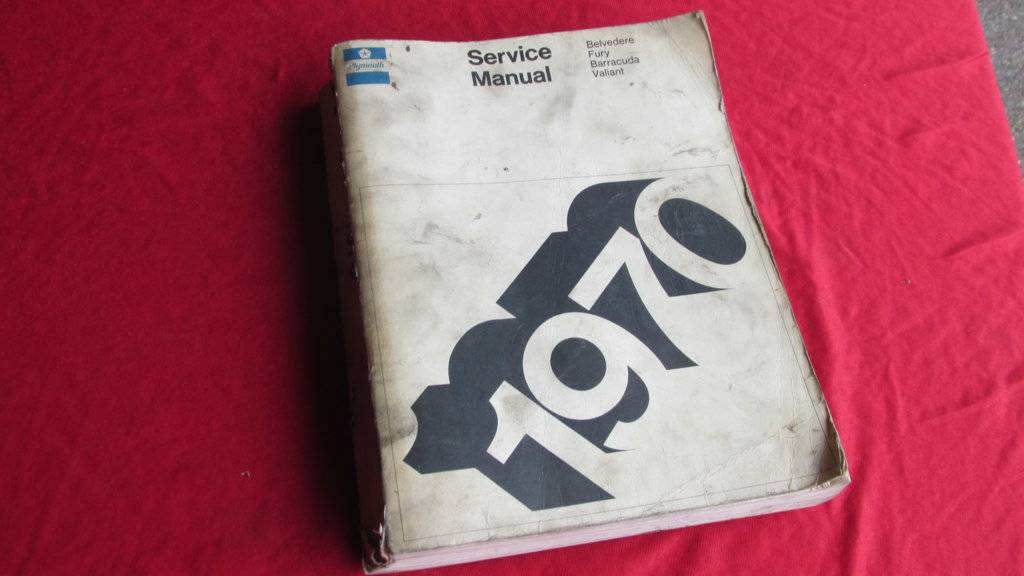 Plymouth
Service
Manual
Belvedere
Fury
Barracuda
Valiant
1970